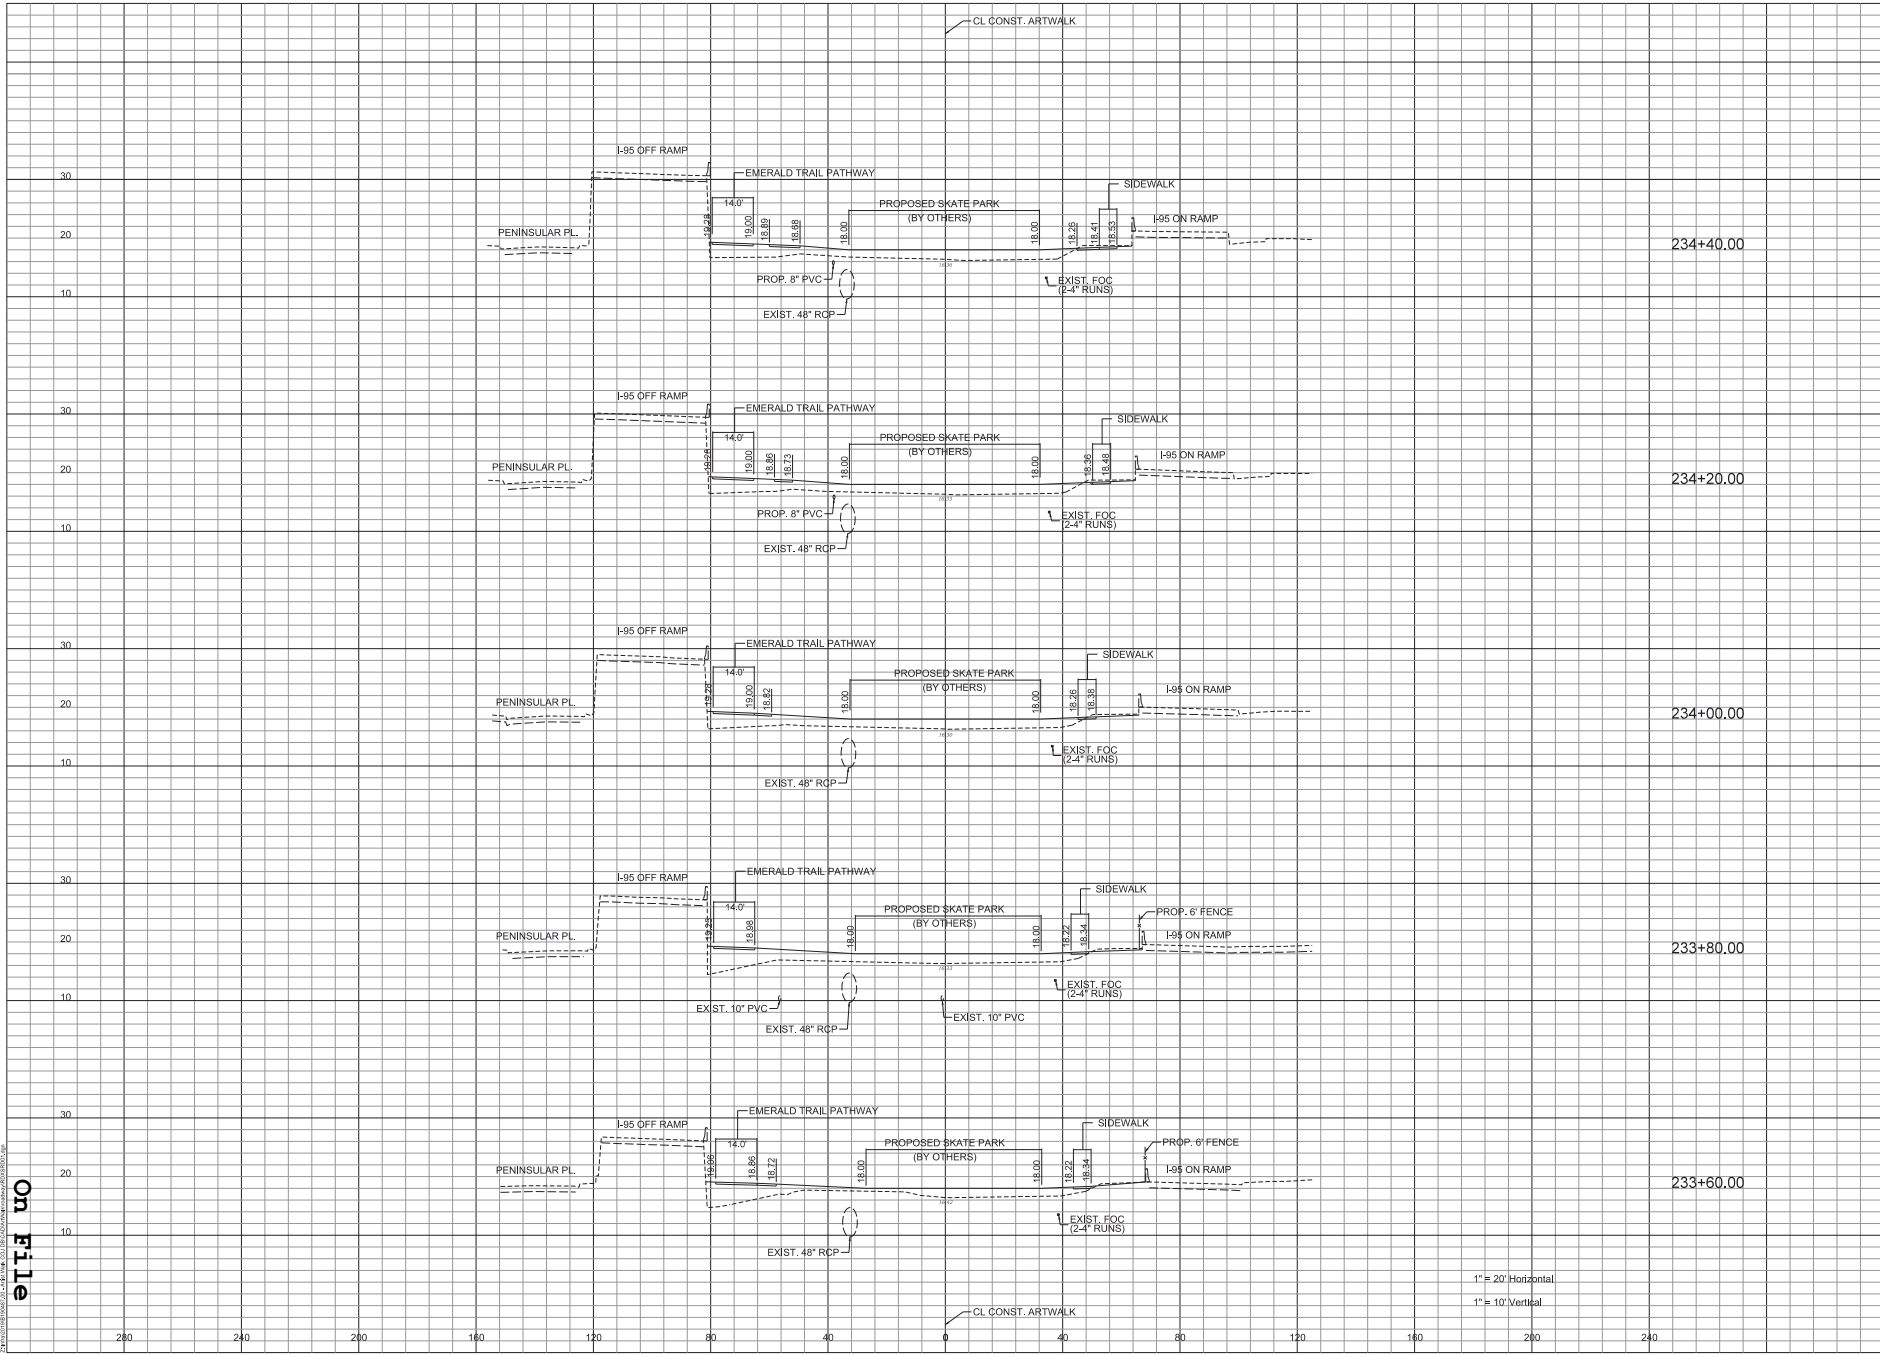 CL CONST. ARTWALK
I-95 OFF RAMP
EMERALD TRAIL PATHWAY
SIDEWALK
30
14.0'
PROPOSED SKATE PARK
(BY OTHERS)
I-95 ON RAMP
PENINSULAR PL.
20
19.28
19.00
18.89
18.68
18.00
18.00
18.26
18.41
18.53
234+40.00
16.36
PROP. 8" PVC
EXIST. FOC
(2-4" RUNS)
10
EXIST. 48" RCP
I-95 OFF RAMP
EMERALD TRAIL PATHWAY
SIDEWALK
30
14.0'
PROPOSED SKATE PARK
(BY OTHERS)
I-95 ON RAMP
PENINSULAR PL.
20
19.28
19.00
18.86
18.73
18.00
18.00
18.36
18.48
234+20.00
16.33
PROP. 8" PVC
EXIST. FOC
(2-4" RUNS)
10
EXIST. 48" RCP
I-95 OFF RAMP
EMERALD TRAIL PATHWAY
SIDEWALK
30
14.0'
PROPOSED SKATE PARK
(BY OTHERS)
I-95 ON RAMP
PENINSULAR PL.
20
19.28
19.00
18.82
18.00
18.00
18.26
18.38
234+00.00
16.30
EXIST. FOC
(2-4" RUNS)
10
EXIST. 48" RCP
I-95 OFF RAMP
EMERALD TRAIL PATHWAY
SIDEWALK
30
14.0'
PROPOSED SKATE PARK
(BY OTHERS)
PROP. 6' FENCE
I-95 ON RAMP
PENINSULAR PL.
20
19.25
18.98
18.00
18.00
18.22
18.34
233+80.00
16.33
EXIST. FOC
(2-4" RUNS)
10
EXIST. 10" PVC
EXIST. 48" RCP
EXIST. 10" PVC
I-95 OFF RAMP
EMERALD TRAIL PATHWAY
SIDEWALK
30
14.0'
PROPOSED SKATE PARK
(BY OTHERS)
PROP. 6' FENCE
I-95 ON RAMP
PENINSULAR PL.
20
18.86
18.72
18.00
18.00
18.22
18.34
233+60.00
16.42
EXIST. FOC
(2-4" RUNS)
10
EXIST. 48" RCP
1" = 20' Horizontal
1" = 10' Vertical
CL CONST. ARTWALK
280
240
200
160
120
80
40
0
40
80
120
160
200
240
On File